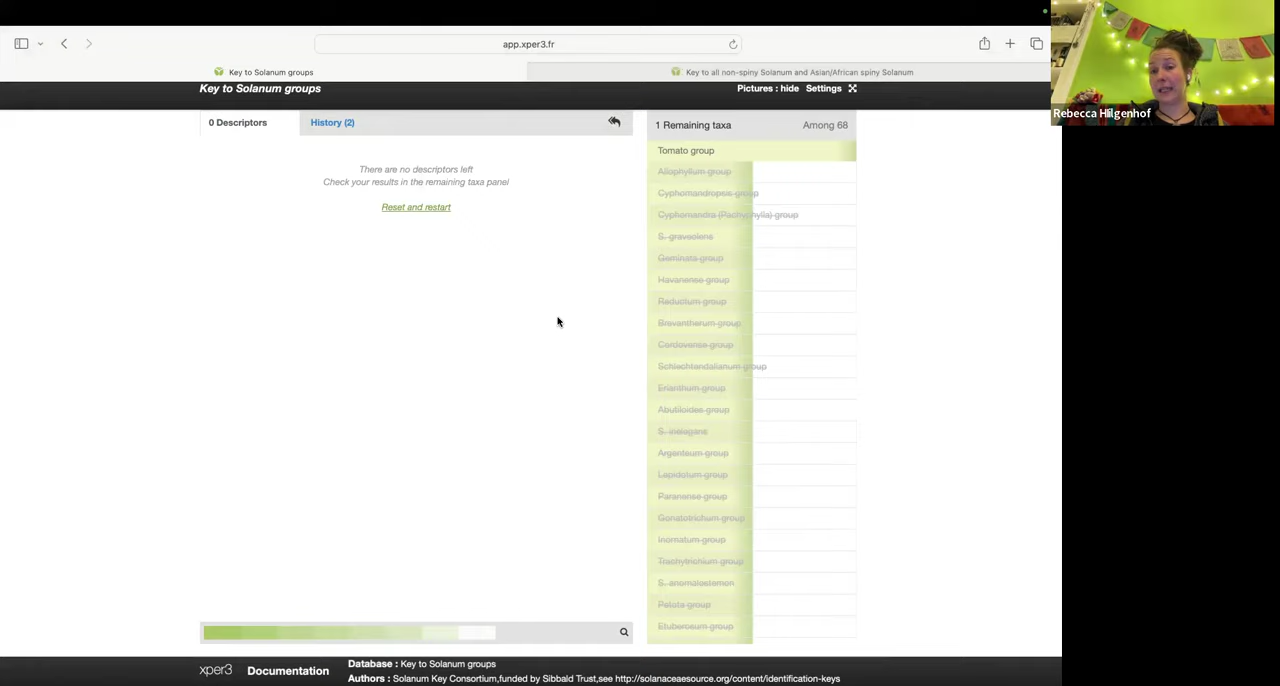 app.xper3.fr
Key to Solanum groups
Key to all non-spiny Solanum and Asian/African spiny Solanum
Key to Solanum groups
Pictures : hide Settings
Rebecca Hilgenhof
0 Descriptors
History (2)
1 Remaining taxa
Among 68
There are no descriptors left
Check your results in the remaining taxa panel
Reset and restart
Tomato group
Allophyllum group
Cyphomandropsis group
Cyphomandra (Pachyphylla) group
S. graveolens
Geminata group
Havanense group
Reductum group
Brevantherum group
Cordovense group
Schlechtendalianum group
Erianthum group
Abutiloides group
S. inelegans
Argenteum group
Lepidotum group
Paranense group
Gonatotrichum group
Inornatum group
Trachytrichium group
S. anomalostemon
Petota group
Etuberosum group
xper3
Documentation
Database : Key to Solanum groups
Authors : Solanum Key Consortium,funded by Sibbald Trust,see http://solanaceaesource.org/content/identification-keys